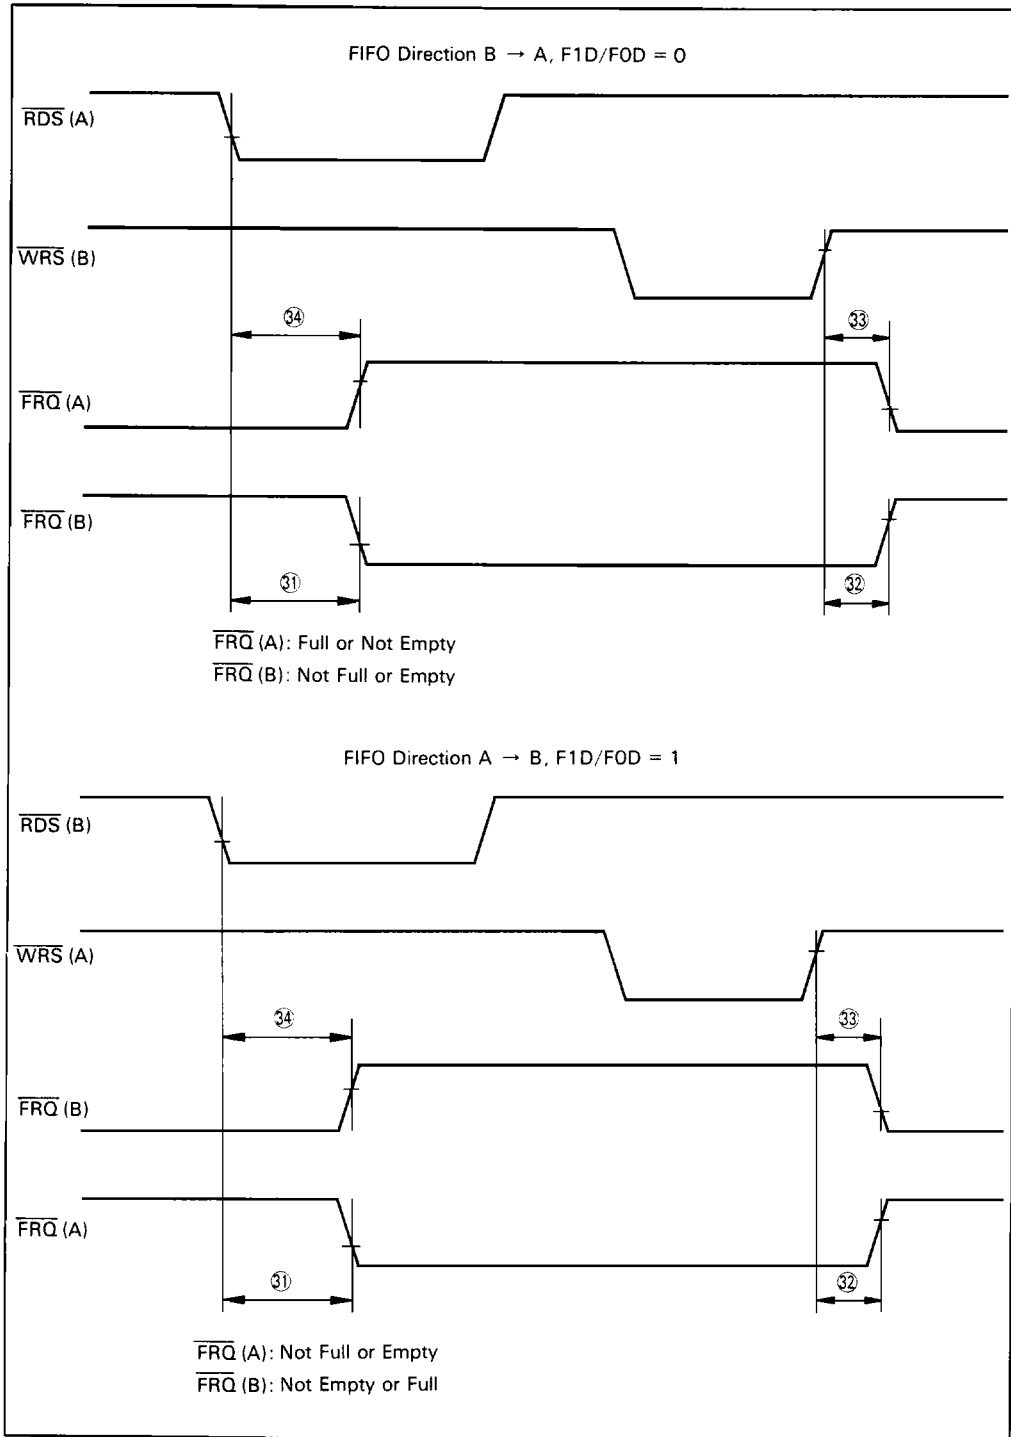 FIFO Direction B → A, F1D/F0D = 0
RDS (A)
WRS (B)
34
33
FRQ (A)
FRQ (B)
31
32
FRQ (A): Full or Not Empty
FRQ (B): Not Full or Empty
FIFO Direction A → B, F1D/F0D = 1
RDS (B)
WRS (A)
34
33
FRQ (B)
FRQ (A)
31
32
FRQ (A): Not Full or Empty
FRQ (B): Not Empty or Full